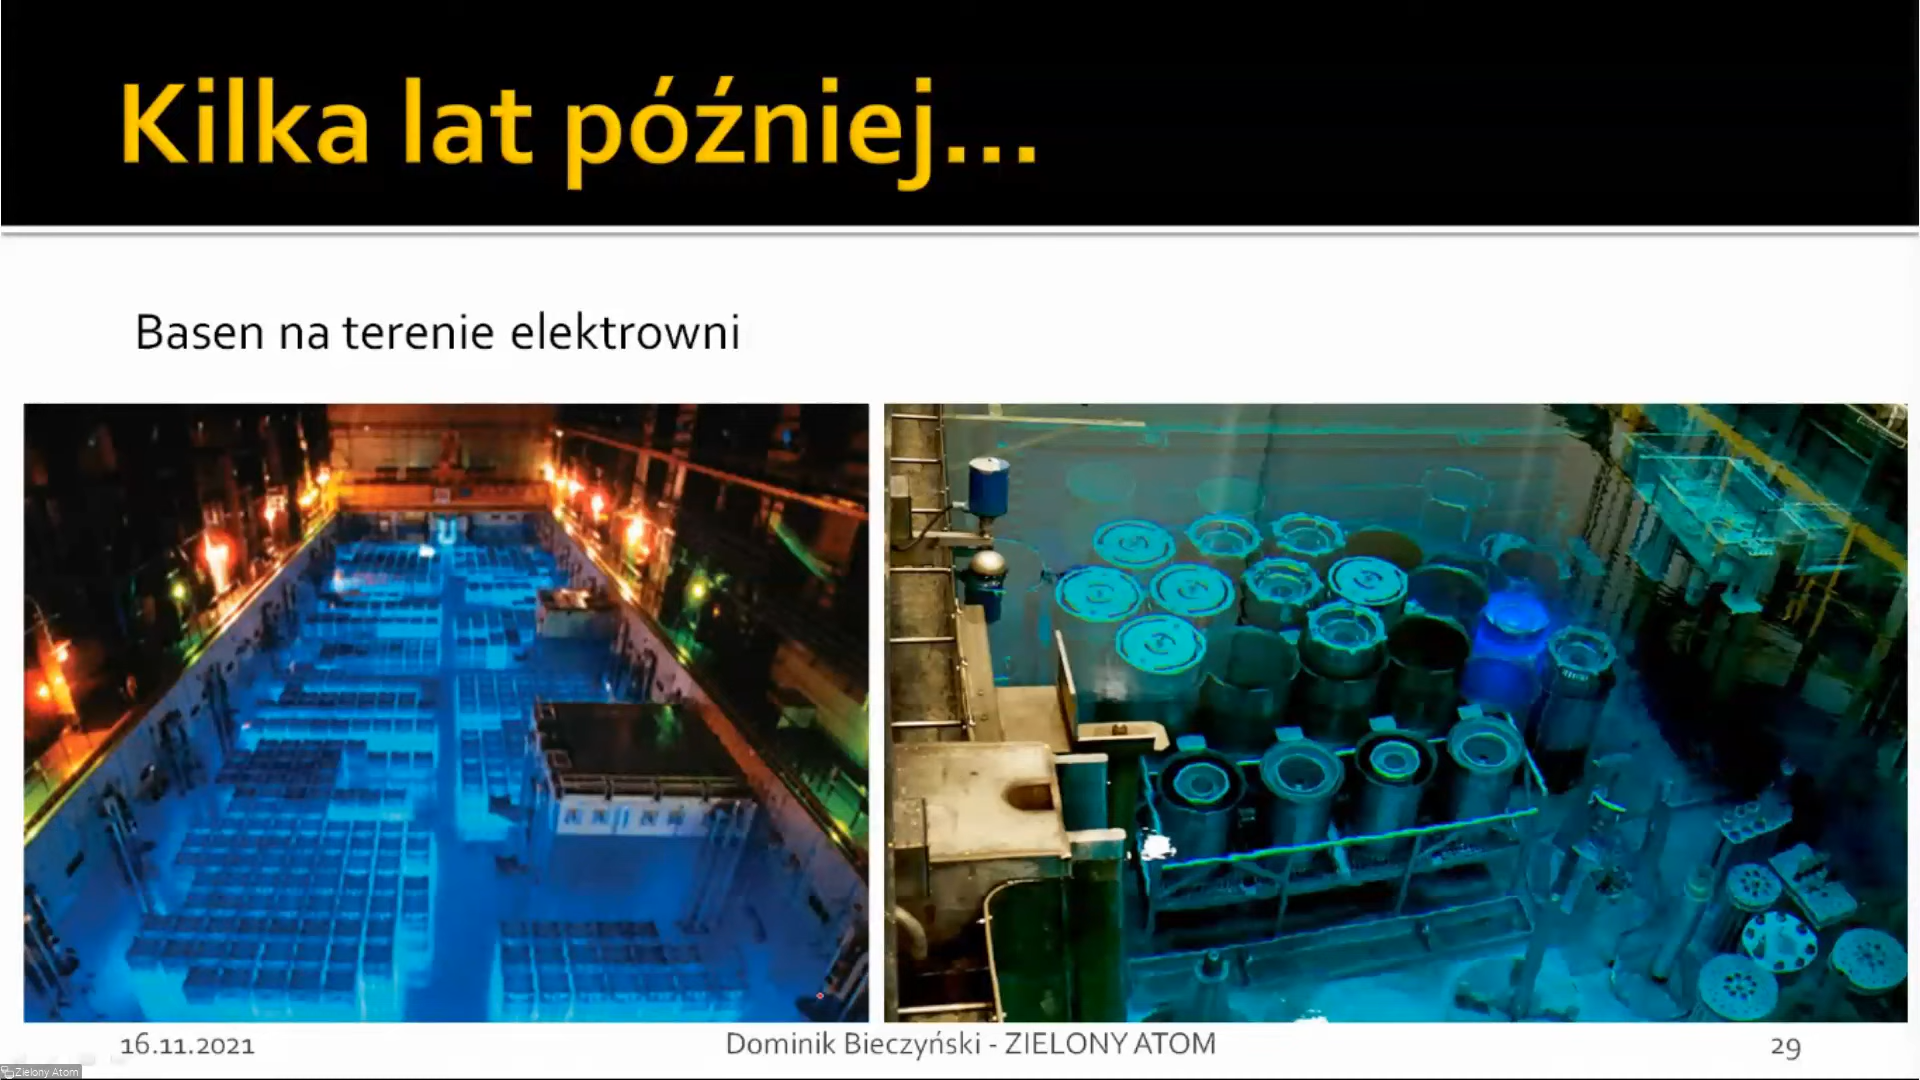 Kilka lat później...
Basen na terenie elektrowni
16.11.2021
Dominik Bieczyński - ZIELONY ATOM
29
Zielony Atom